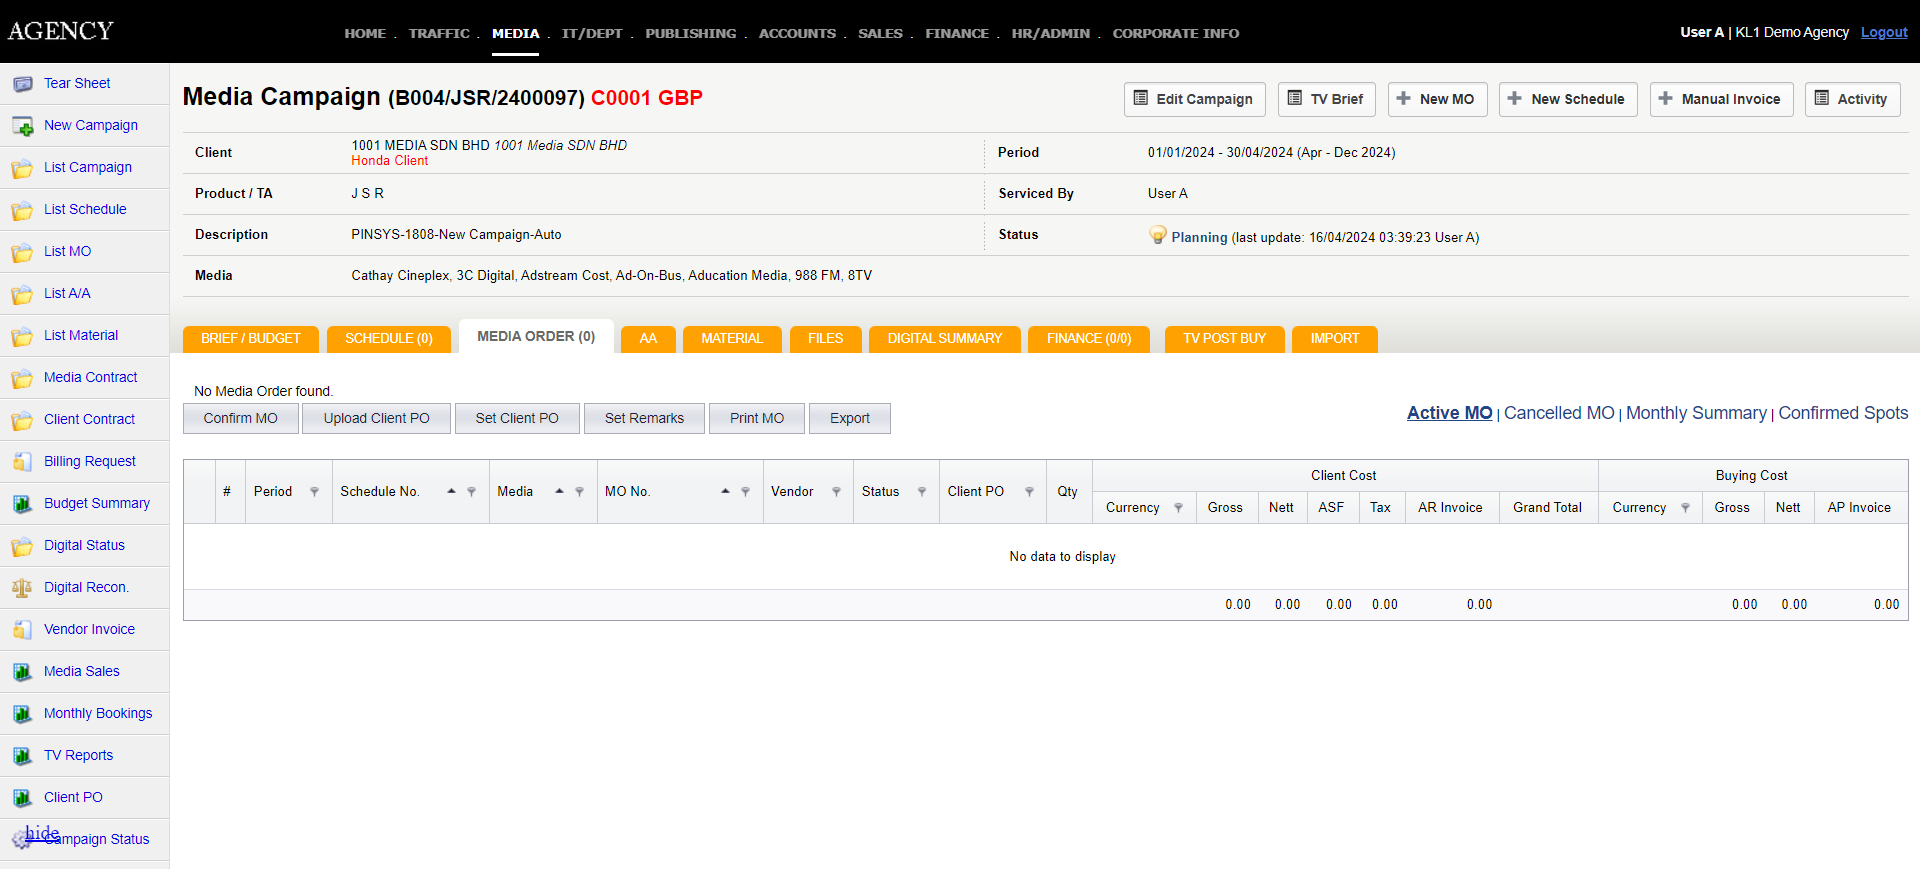 AGENCY
HOME . TRAFFIC . MEDIA . IT/DEPT . PUBLISHING . ACCOUNTS . SALES . FINANCE . HR/ADMIN . CORPORATE INFO
User A | KL1 Demo Agency Logout
Tear Sheet
New Campaign
List Campaign
List Schedule
List MO
List A/A
List Material
Media Contract
Client Contract
Billing Request
Budget Summary
Digital Status
Digital Recon.
Vendor Invoice
Media Sales
Monthly Bookings
TV Reports
Client PO
hide
Campaign Status
Media Campaign (B004/JSR/2400097) C0001 GBP
Edit Campaign TV Brief New MO New Schedule Manual Invoice Activity
Client 1001 MEDIA SDN BHD 1001 Media SDN BHD
Honda Client
Period 01/01/2024 - 30/04/2024 (Apr - Dec 2024)
Product / TA J S R
Serviced By User A
Description PINSYS-1808-New Campaign-Auto
Status Planning (last update: 16/04/2024 03:39:23 User A)
Media Cathay Cineplex, 3C Digital, Adstream Cost, Ad-On-Bus, Aducation Media, 988 FM, 8TV
BRIEF / BUDGET SCHEDULE (0) MEDIA ORDER (0) AA MATERIAL FILES DIGITAL SUMMARY FINANCE (0/0) TV POST BUY IMPORT
No Media Order found.
Confirm MO Upload Client PO Set Client PO Set Remarks Print MO Export
Active MO | Cancelled MO | Monthly Summary | Confirmed Spots
# Period Schedule No. Media MO No. Vendor Status Client PO Qty Client Cost Buying Cost
Currency Gross Nett ASF Tax AR Invoice Grand Total Currency Gross Nett AP Invoice
No data to display
0.00 0.00 0.00 0.00 0.00 0.00 0.00 0.00